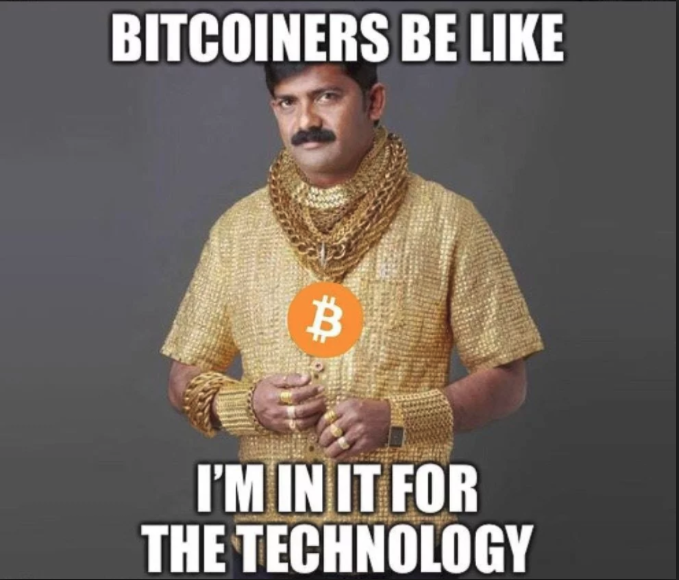 BITCOINERS BE LIKE
₿
I'M IN IT FOR
THE TECHNOLOGY